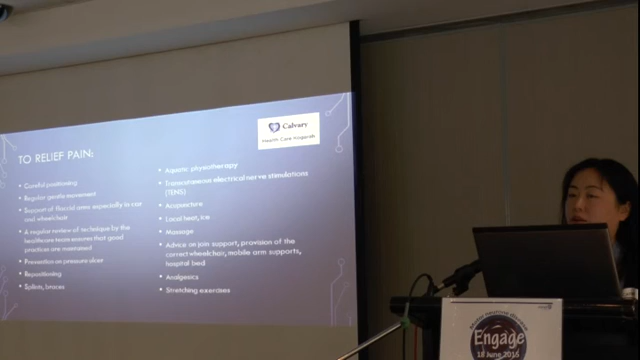 Calvary
Health Care Kogarah
TO RELIEF PAIN:
Careful positioning
Regular gentle movement
Support of flaccid arms especially in car
and wheelchair
A regular review of technique by the
healthcare team ensures that good
practices are maintained
Prevention on pressure ulcer
Repositioning
Splints, braces
Aquatic physiotherapy
Transcutaneous electrical nerve stimulations
(TENS)
Acupuncture
Local heat, ice
Massage
Advice on join support, provision of the
correct wheelchair, mobile arm supports,
hospital bed
Analgesics
Stretching exercises
Engage
18 June 2015